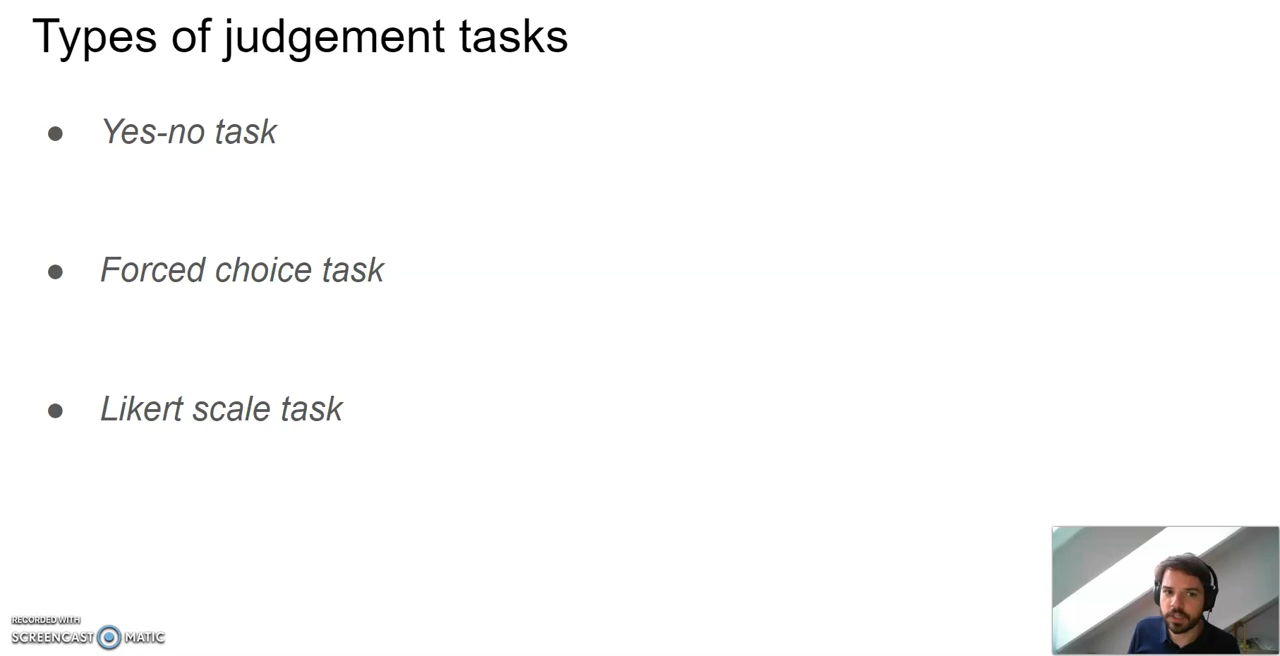 Types of judgement tasks
● Yes-no task
● Forced choice task
● Likert scale task
RECORDED WITH
SCREENCAST MATIC